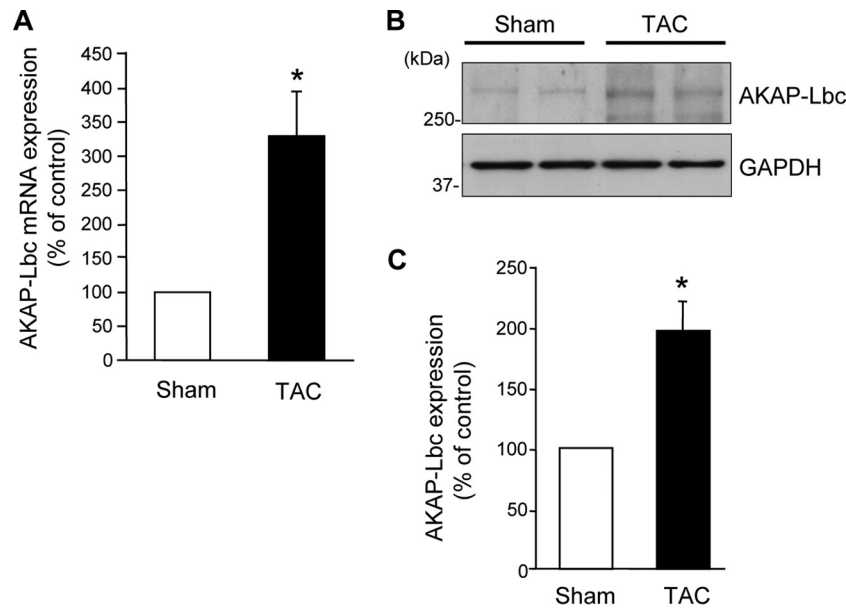 A
AKAP-Lbc mRNA expression
(% of control)
450
400
350
300
250
200
150
100
50
0
*
Sham
TAC
B
Sham
TAC
(kDa)
250-
AKAP-Lbc
37-
GAPDH
C
AKAP-Lbc expression
(% of control)
250
200
150
100
50
0
*
Sham
TAC